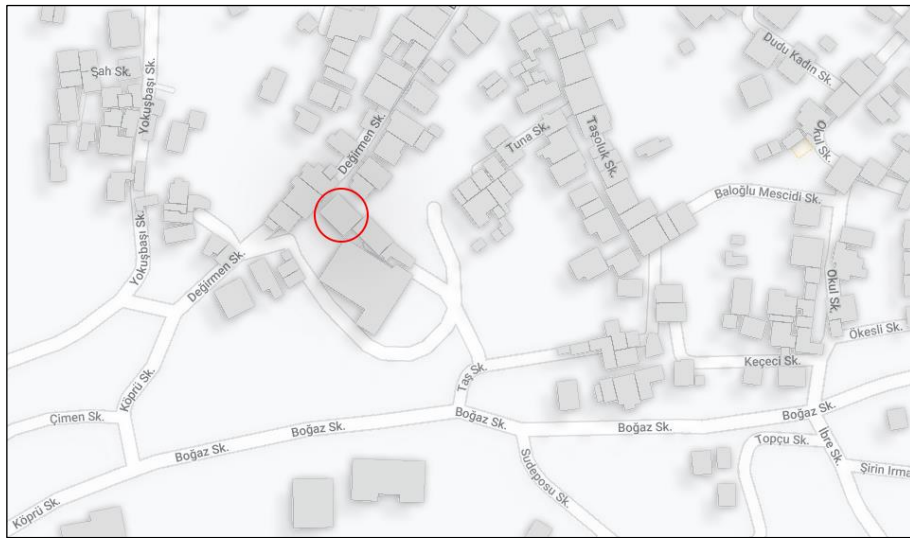 Şah Sk.
Yokuşbaşı Sk.
Yokuşbaşı Sk.
Değirmen Sk.
Değirmen Sk.
Tuna Sk.
Taşoluk Sk.
Dudu Kadın Sk.
Okul Sk.
Baloğlu Mescidi Sk.
Okul Sk.
Ökesli Sk.
Keçeci Sk.
Köprü Sk.
Taş Sk.
Çimen Sk.
Boğaz Sk.
Boğaz Sk.
Boğaz Sk.
Boğaz Sk.
Boğaz Sk.
Topçu Sk.
İbre Sk.
Sudeposu Sk.
Şirin Irma
Köprü Sk.